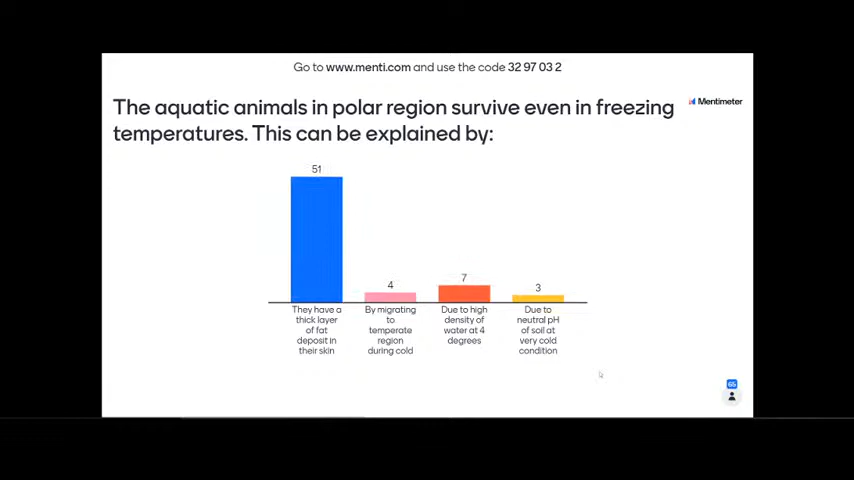 Go to www.menti.com and use the code 32 97 03 2
The aquatic animals in polar region survive even in freezing
temperatures. This can be explained by:
Mentimeter
51
4
7
3
They have a
thick layer
of fat
deposit in
their skin
By migrating
to
temperate
region
during cold
Due to high
density of
water at 4
degrees
Due to
neutral pH
of soil at
very cold
condition
65